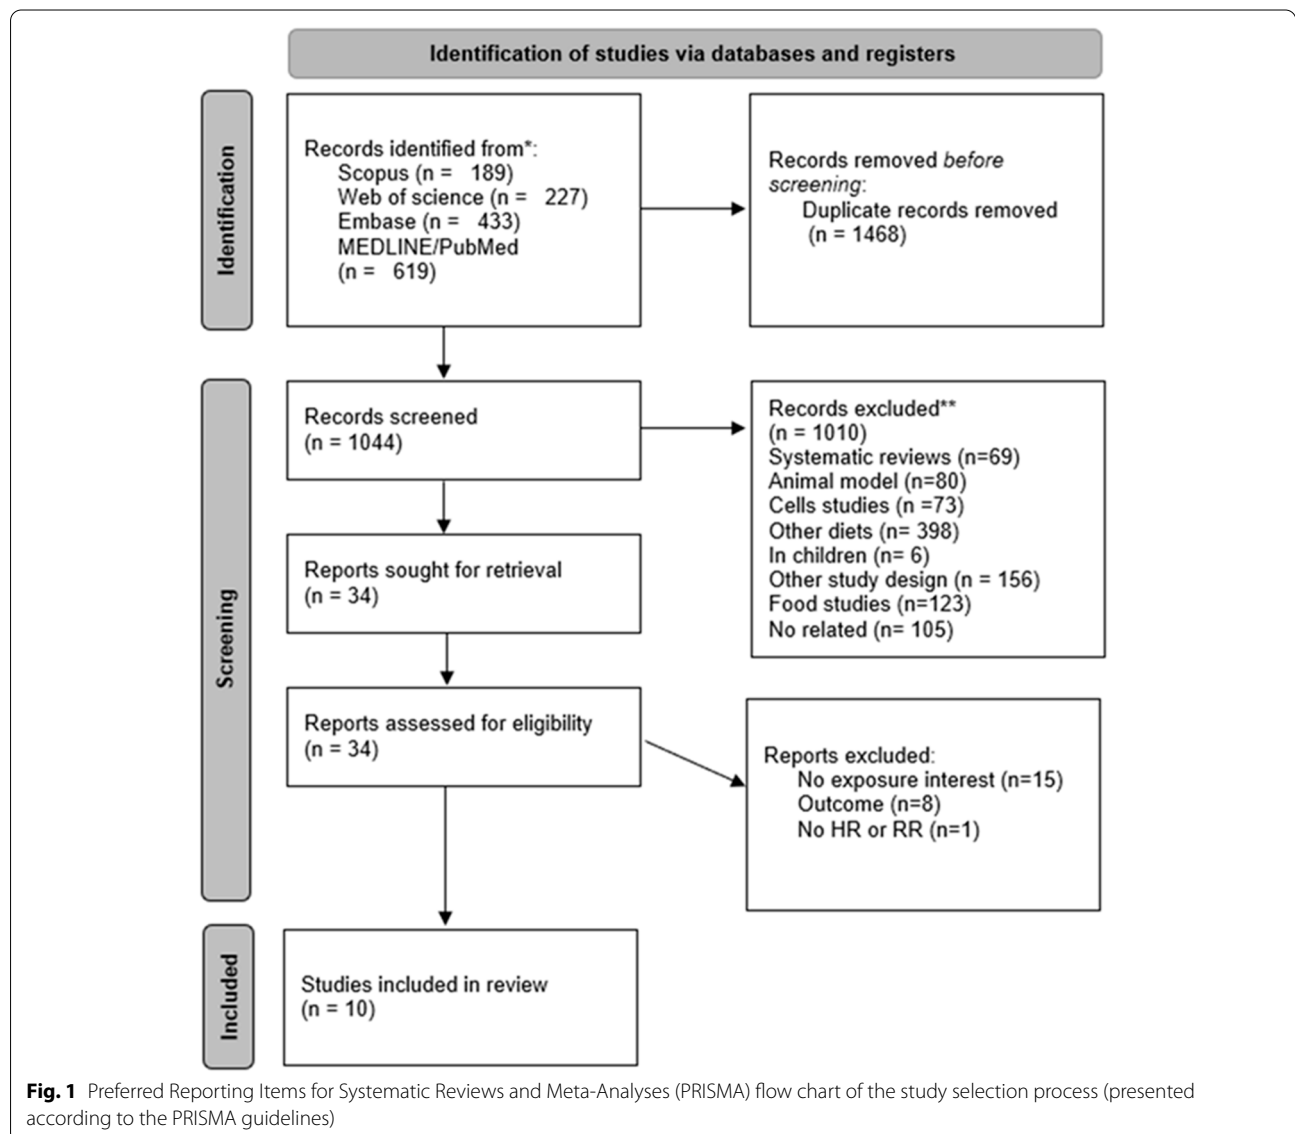 Identification of studies via databases and registers
Identification
Records identified from*:
Scopus (n = 189)
Web of science (n = 227)
Embase (n = 433)
MEDLINE/PubMed
(n = 619)
Records removed before
screening:
Duplicate records removed
(n = 1468)
Screening
Records screened
(n = 1044)
Records excluded**
(n = 1010)
Systematic reviews (n=69)
Animal model (n=80)
Cells studies (n =73)
Other diets (n= 398)
In children (n= 6)
Other study design (n = 156)
Food studies (n=123)
No related (n= 105)
Reports sought for retrieval
(n = 34)
Reports assessed for eligibility
(n = 34)
Reports excluded:
No exposure interest (n=15)
Outcome (n=8)
No HR or RR (n=1)
Included
Studies included in review
(n = 10)
Fig. 1 Preferred Reporting Items for Systematic Reviews and Meta-Analyses (PRISMA) flow chart of the study selection process (presented
according to the PRISMA guidelines)